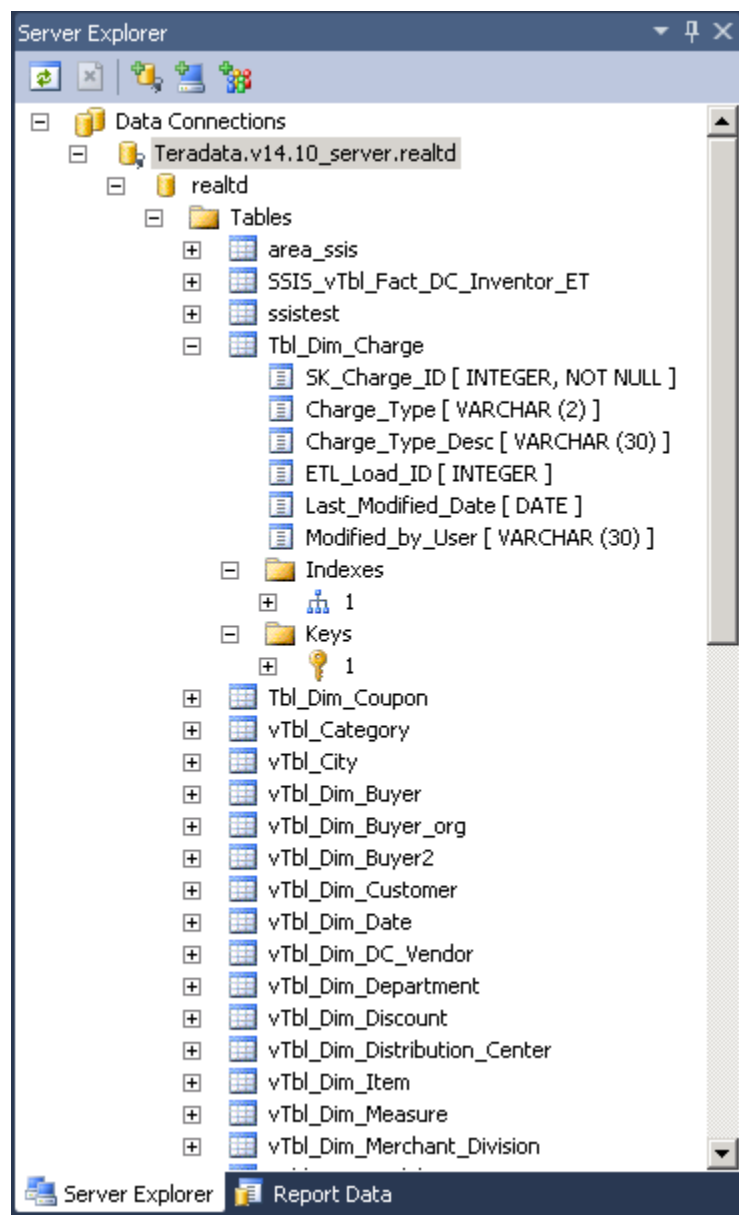 Server Explorer
Data Connections
Teradata.v14.10_server.realtd
realtd
Tables
area_ssis
SSIS_vTbl_Fact_DC_Inventor_ET
ssistest
Tbl_Dim_Charge
SK_Charge_ID [ INTEGER, NOT NULL ]
Charge_Type [ VARCHAR (2) ]
Charge_Type_Desc [ VARCHAR (30) ]
ETL_Load_ID [ INTEGER ]
Last_Modified_Date [ DATE ]
Modified_by_User [ VARCHAR (30) ]
Indexes
1
Keys
1
Tbl_Dim_Coupon
vTbl_Category
vTbl_City
vTbl_Dim_Buyer
vTbl_Dim_Buyer_org
vTbl_Dim_Buyer2
vTbl_Dim_Customer
vTbl_Dim_Date
vTbl_Dim_DC_Vendor
vTbl_Dim_Department
vTbl_Dim_Discount
vTbl_Dim_Distribution_Center
vTbl_Dim_Item
vTbl_Dim_Measure
vTbl_Dim_Merchant_Division
Server Explorer Report Data